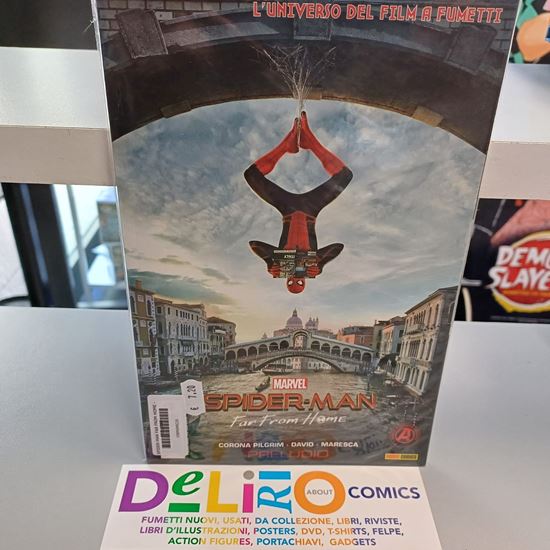 L'UNIVERSO DEL FILM A FUMETTI
DEMON
SLAYE
€ 7,20
MARVEL
SPIDER-MAN
Far From Home
CORONA PILGRIM - DAVID - MARESCA
PRELUDIO
PANINI COMICS
DeLiRiO ABOUT COMICS
FUMETTI NUOVI, USATI, DA COLLEZIONE, LIBRI, RIVISTE,
LIBRI D'ILLUSTRAZIONI, POSTERS, DVD, T-SHIRTS, FELPE,
ACTION FIGURES, PORTACHIAVI, GADGETS